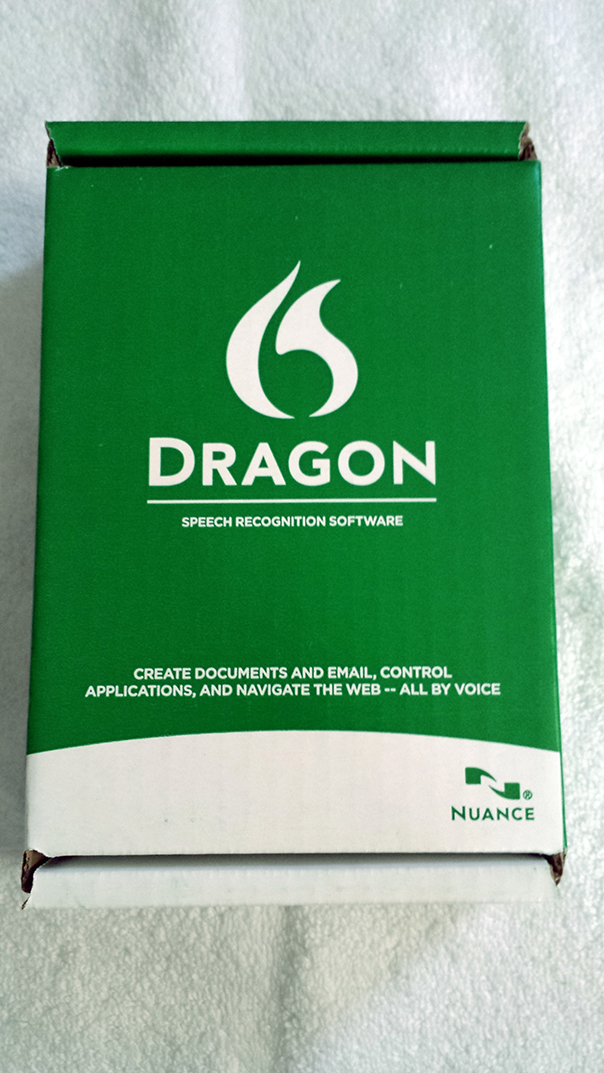 DRAGON
SPEECH RECOGNITION SOFTWARE
CREATE DOCUMENTS AND EMAIL, CONTROL
APPLICATIONS, AND NAVIGATE THE WEB -- ALL BY VOICE
®
NUANCE